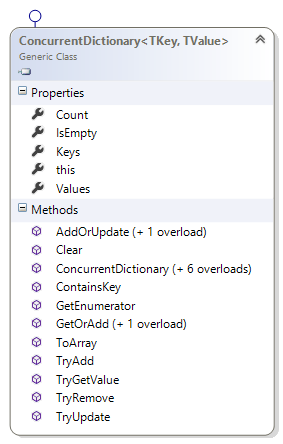 ConcurrentDictionary<TKey, TValue>
Generic Class
Properties
Count
IsEmpty
Keys
this
Values
Methods
AddOrUpdate (+ 1 overload)
Clear
ConcurrentDictionary (+ 6 overloads)
ContainsKey
GetEnumerator
GetOrAdd (+ 1 overload)
ToArray
TryAdd
TryGetValue
TryRemove
TryUpdate